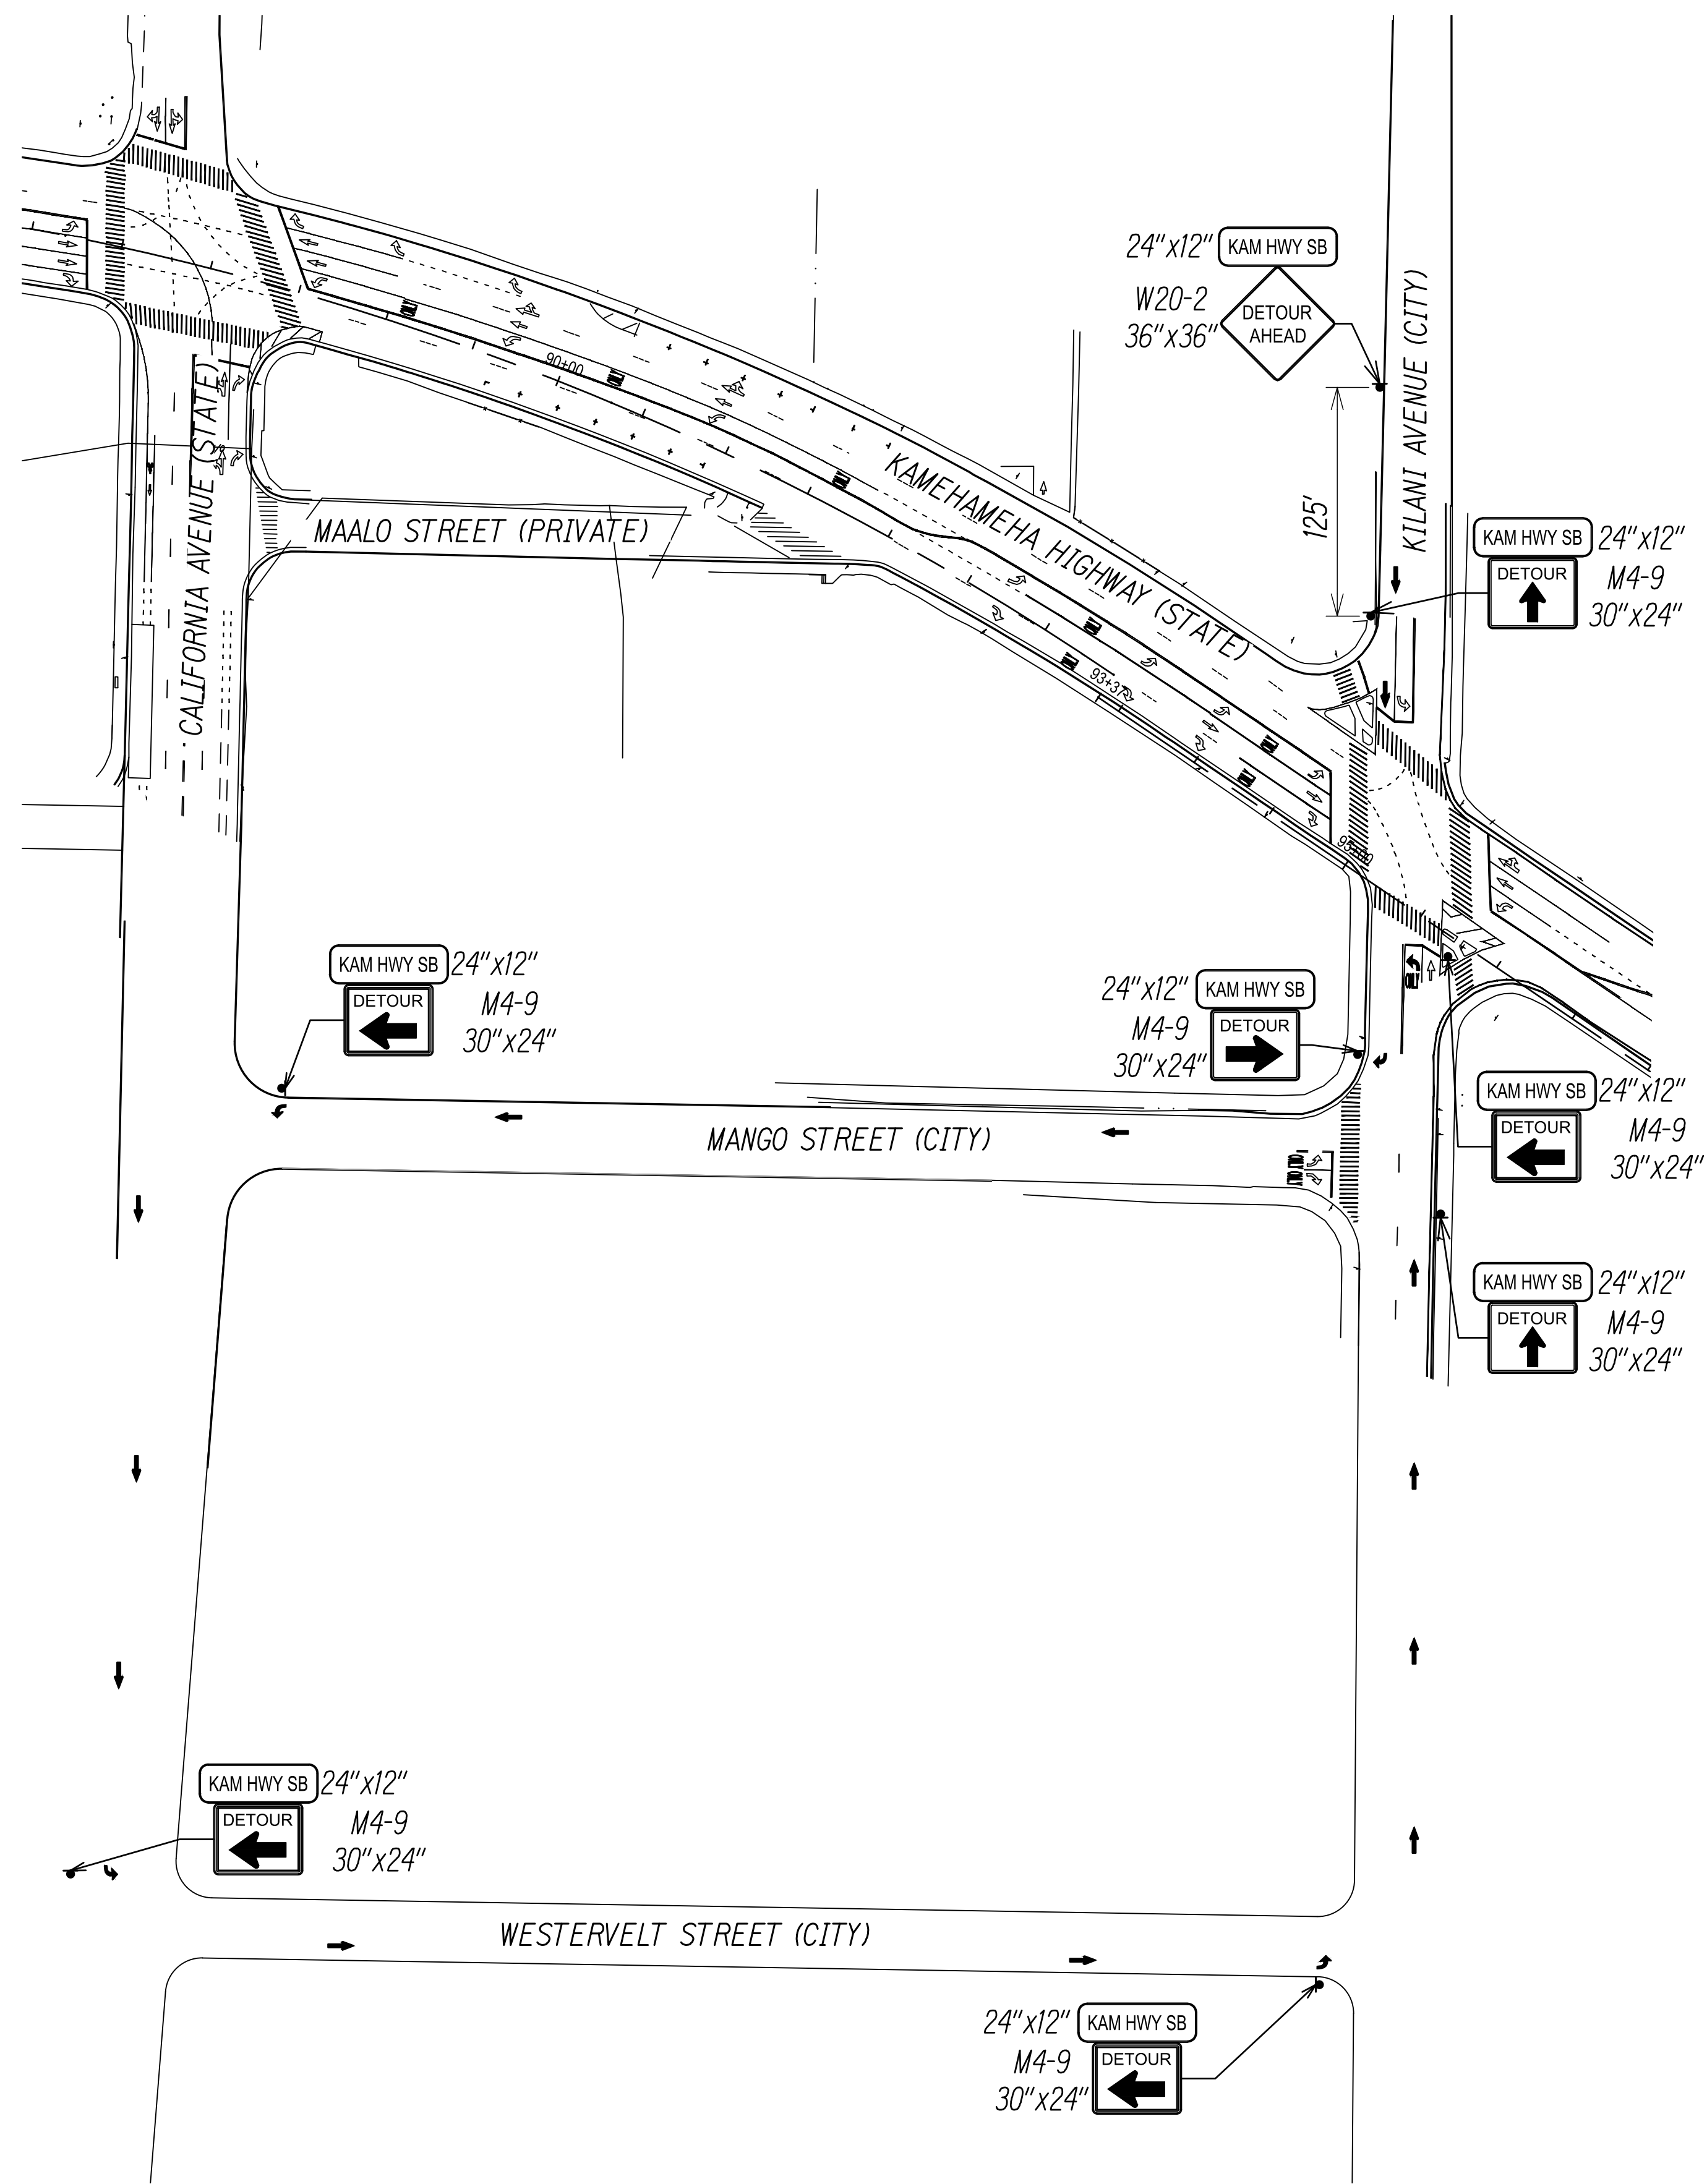 24"x12" KAM HWY SB
W20-2
36"x36"
DETOUR
AHEAD
KILANI AVENUE (CITY)
125'
KAM HWY SB 24"x12"
DETOUR
M4-9
30"x24"
90+00
KAMEHAMEHA HIGHWAY (STATE)
CALIFORNIA AVENUE (STATE)
MAALO STREET (PRIVATE)
93+37
95+00
KAM HWY SB 24"x12"
DETOUR
M4-9
30"x24"
24"x12" KAM HWY SB
M4-9
30"x24"
DETOUR
ONLY
KAM HWY SB 24"x12"
DETOUR
M4-9
30"x24"
MANGO STREET (CITY)
ONLY ONLY
KAM HWY SB 24"x12"
DETOUR
M4-9
30"x24"
KAM HWY SB 24"x12"
DETOUR
M4-9
30"x24"
WESTERVELT STREET (CITY)
24"x12" KAM HWY SB
M4-9
30"x24"
DETOUR